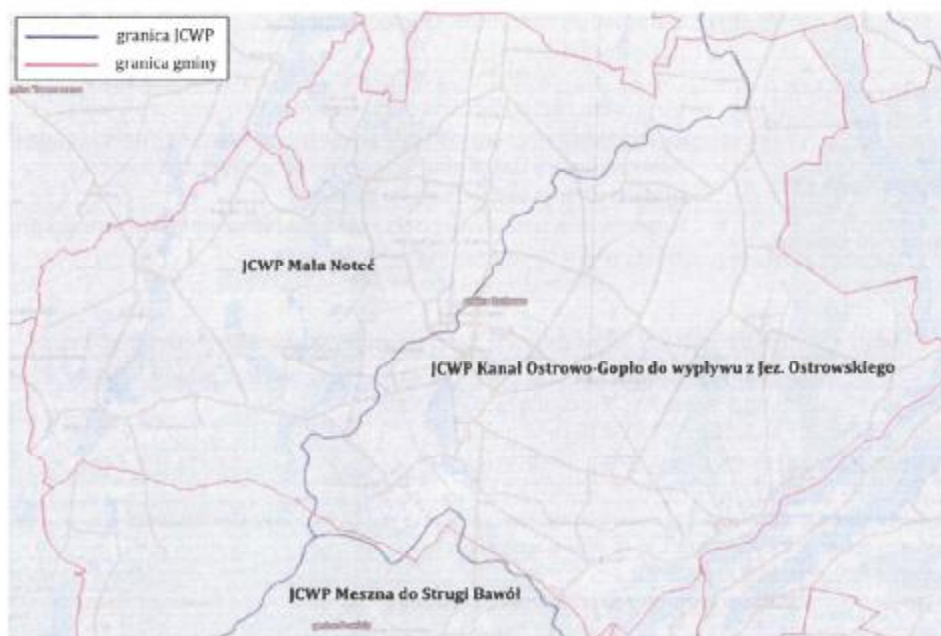 granica JCWP
granica gminy
JCWP Mała Noteć
JCWP Kanał Ostrowo-Gopło do wypływu z Jez. Ostrowskiego
JCWP Meszna do Strugi Bawół